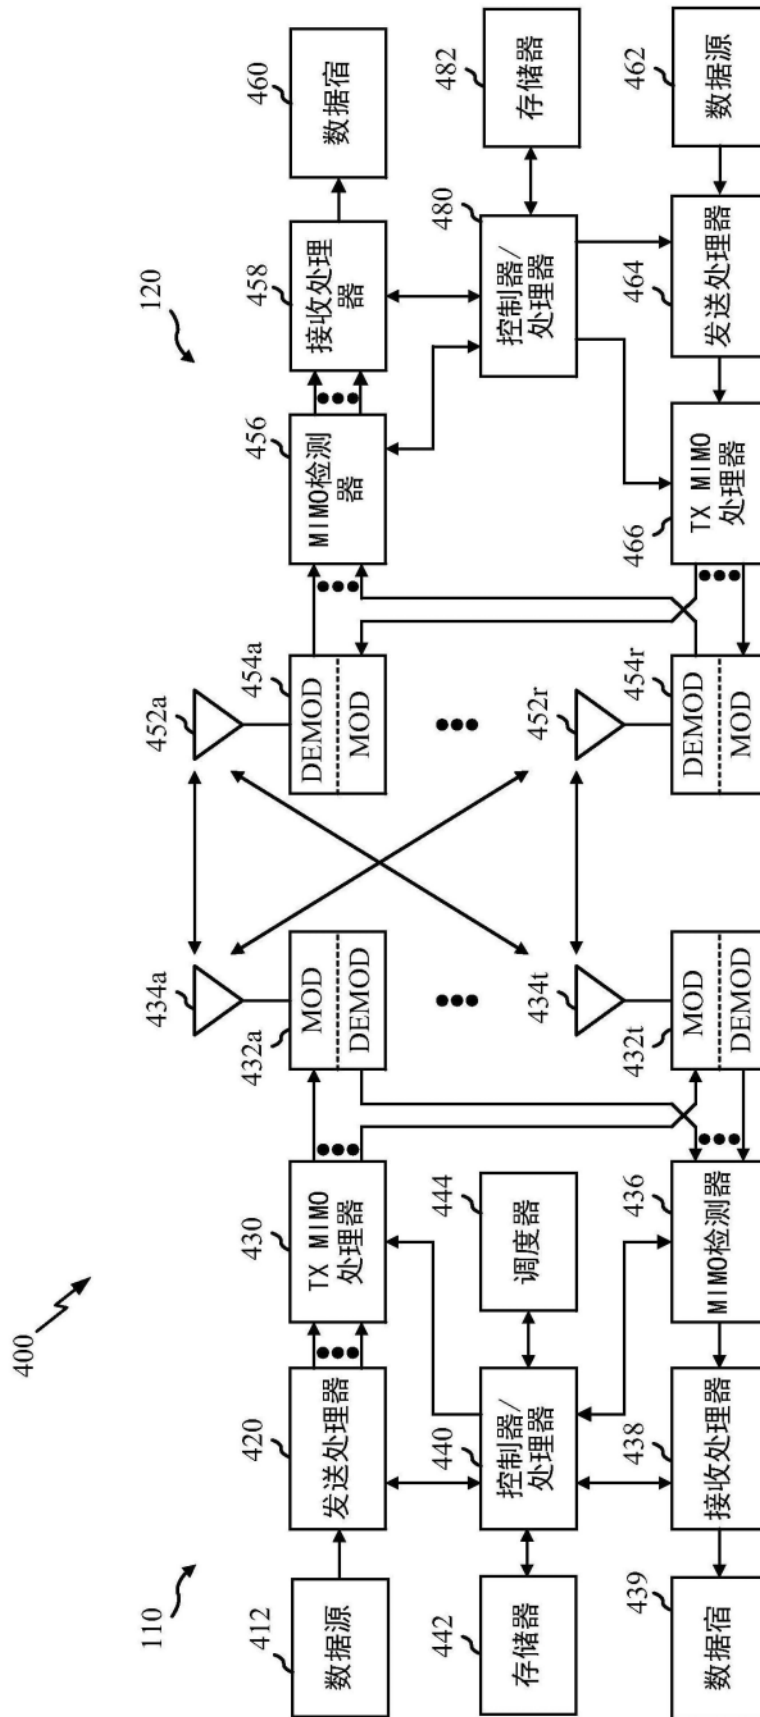 400
110
120
412
数据源
420
发送处理器
430
TX MIMO
处理器
432a
MOD
DEMOD
434a
452a
454a
DEMOD
MOD
456
MIMO检测
器
458
接收处理
器
460
数据宿
442
存储器
440
控制器/
处理器
444
调度器
434t
452r
480
控制器/
处理器
482
存储器
439
数据宿
438
接收处理器
436
MIMO检测器
432t
MOD
DEMOD
454r
DEMOD
MOD
466
TX MIMO
处理器
464
发送处理器
462
数据源